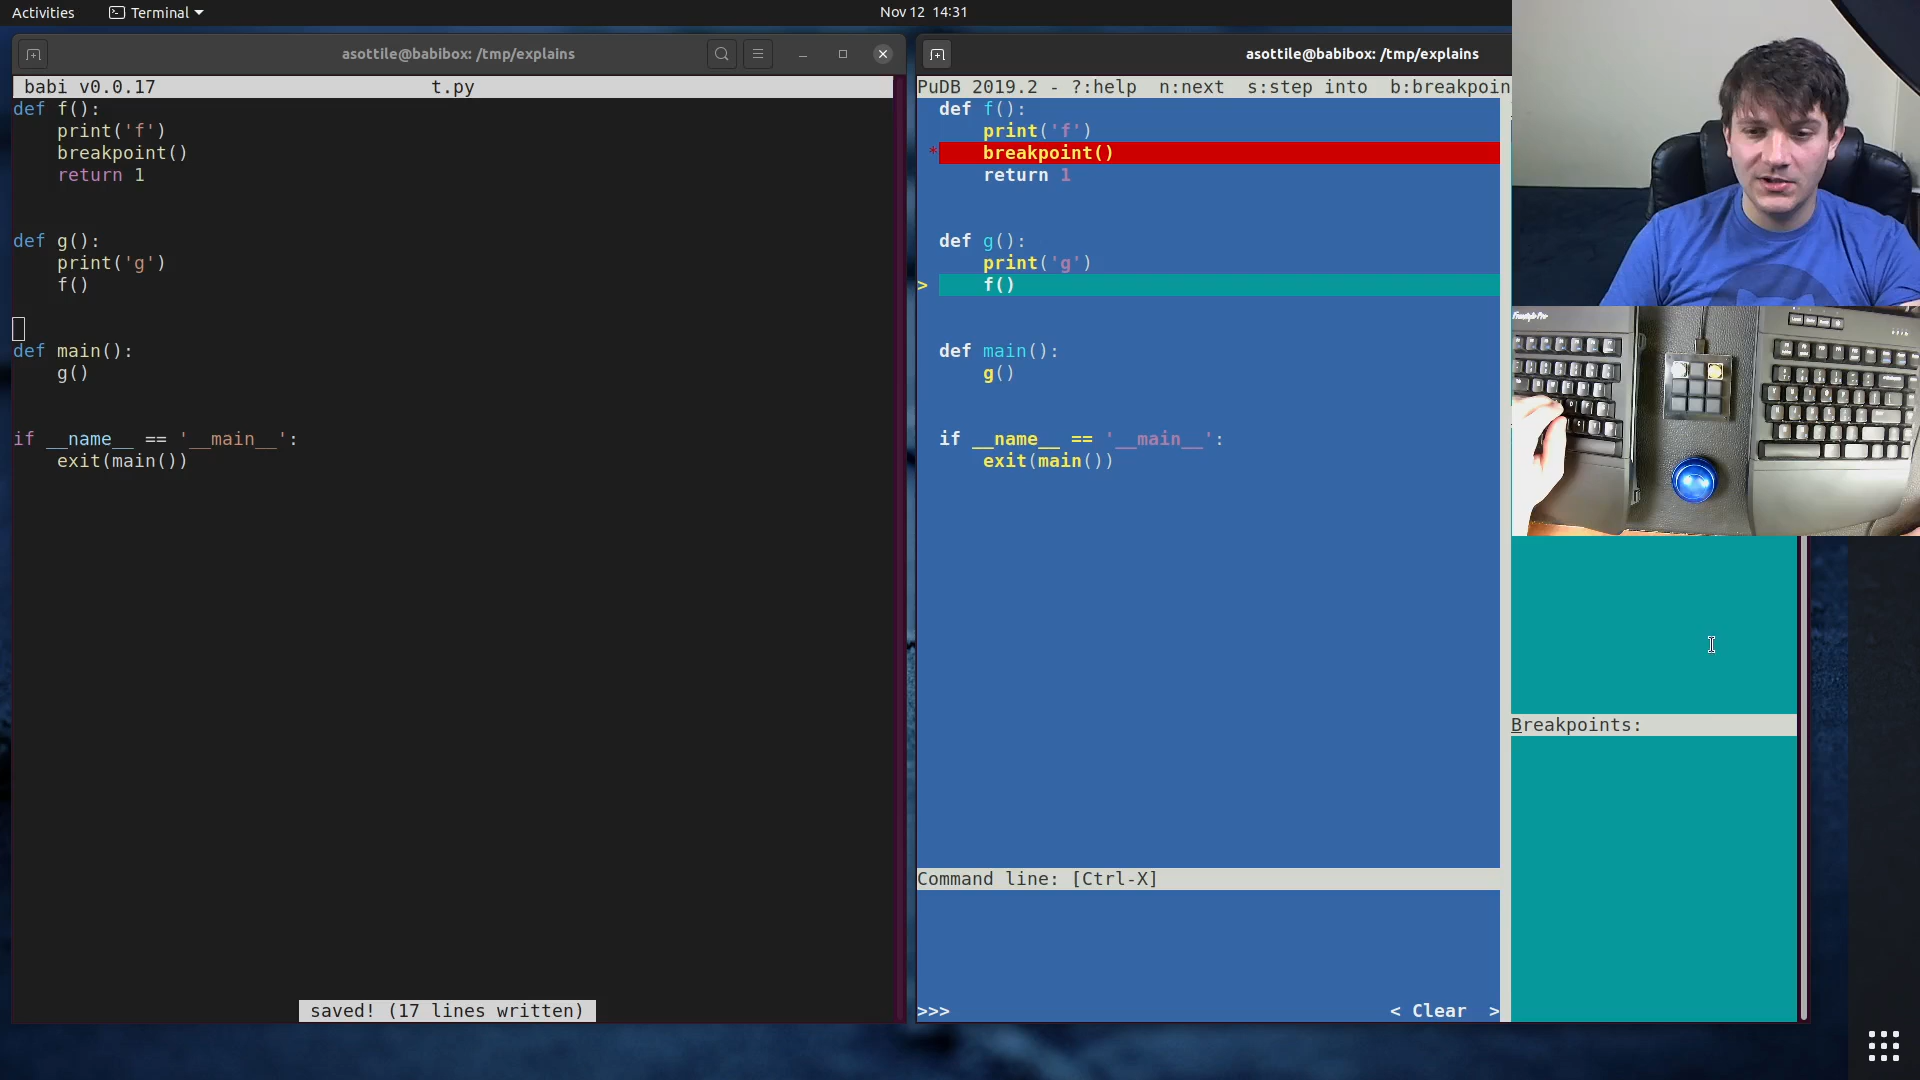 Activities
Terminal
Nov 12 14:31
asottile@babibox: /tmp/explains
babi v0.0.17
t.py
def f():
    print('f')
    breakpoint()
    return 1
def g():
    print('g')
    f()
def main():
    g()
if __name__ == '__main__':
    exit(main())
saved! (17 lines written)
asottile@babibox: /tmp/explains
PuDB 2019.2 - ?:help  n:next  s:step into  b:breakpoin
def f():
    print('f')
*   breakpoint()
    return 1
def g():
    print('g')
>   f()
def main():
    g()
if __name__ == '__main__':
    exit(main())
Command line: [Ctrl-X]
>>>
< Clear >
Freestyle Pro
Breakpoints: